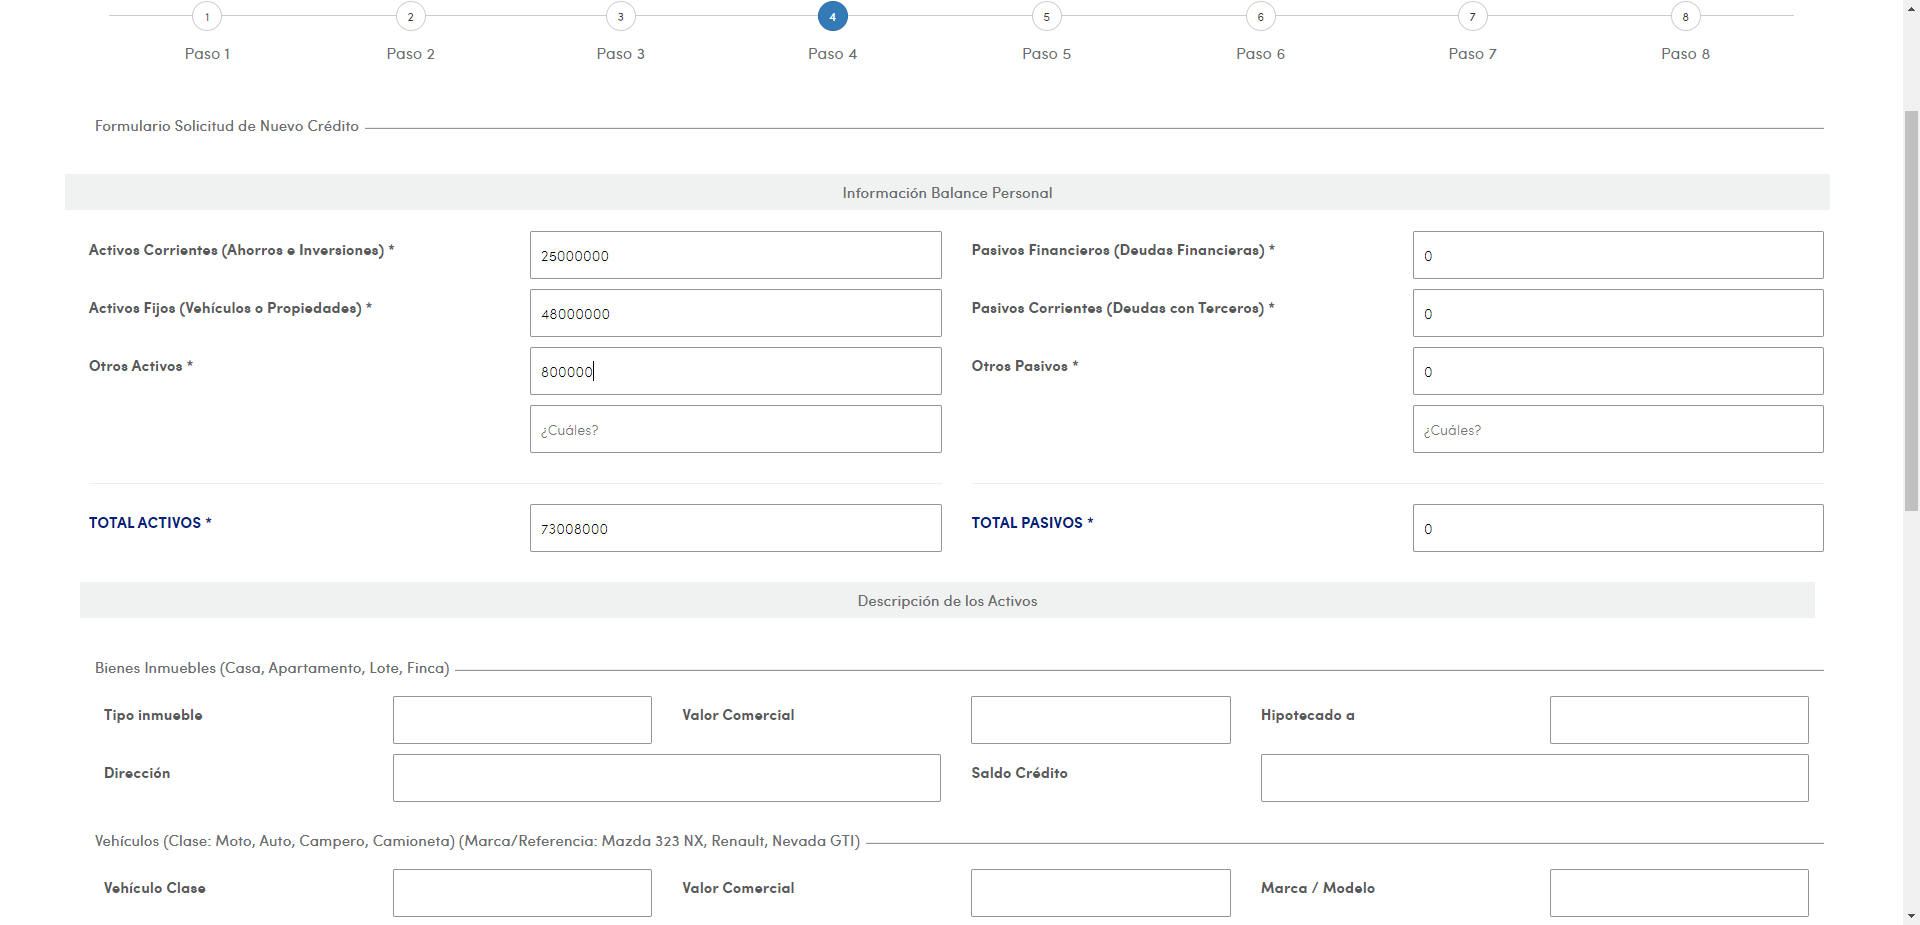 1 2 3 4 5 6 7 8
Paso 1 Paso 2 Paso 3 Paso 4 Paso 5 Paso 6 Paso 7 Paso 8
Formulario Solicitud de Nuevo Crédito
Información Balance Personal
Activos Corrientes (Ahorros e Inversiones) * 25000000 Pasivos Financieros (Deudas Financieras) * 0
Activos Fijos (Vehículos o Propiedades) * 48000000 Pasivos Corrientes (Deudas con Terceros) * 0
Otros Activos * 800000 Otros Pasivos * 0
¿Cuáles? ¿Cuáles?
TOTAL ACTIVOS * 73008000 TOTAL PASIVOS * 0
Descripción de los Activos
Bienes Inmuebles (Casa, Apartamento, Lote, Finca)
Tipo inmueble Valor Comercial Hipotecado a
Dirección Saldo Crédito
Vehículos (Clase: Moto, Auto, Campero, Camioneta) (Marca/Referencia: Mazda 323 NX, Renault, Nevada GTI)
Vehículo Clase Valor Comercial Marca / Modelo